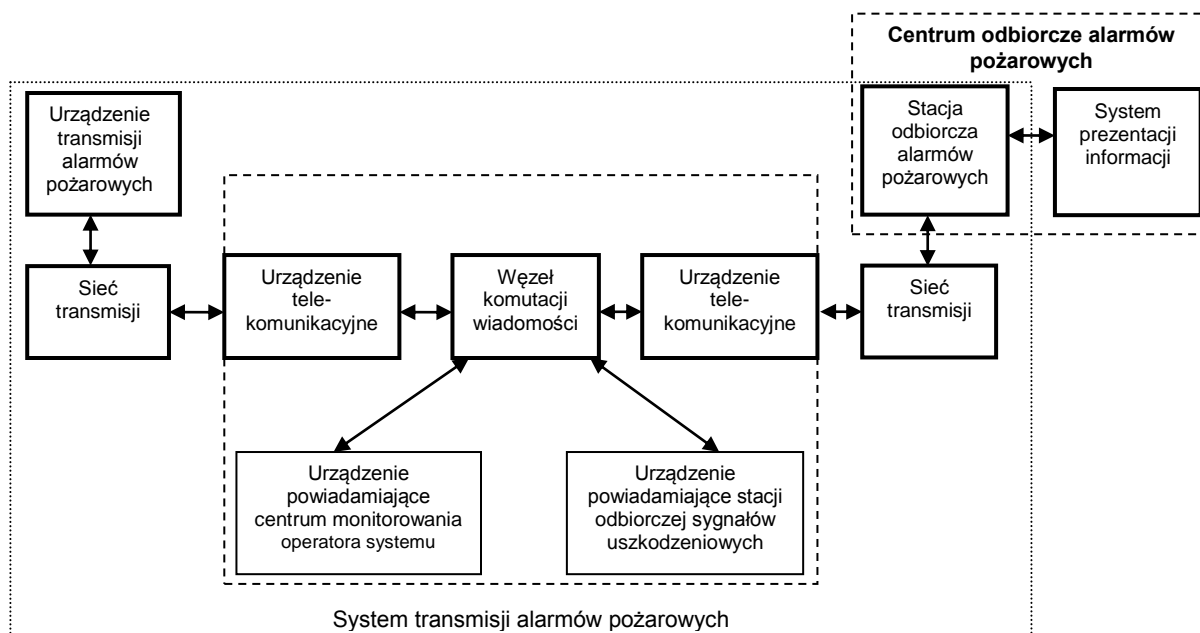 Centrum odbiorcze alarmów
pożarowych
Urządzenie
transmisji
alarmów
pożarowych
Stacja
odbiorcza
alarmów
pożarowych
System
prezentacji
informacji
Sieć
transmisji
Urządzenie
tele-
komunikacyjne
Węzeł
komutacji
wiadomości
Urządzenie
tele-
komunikacyjne
Sieć
transmisji
Urządzenie
powiadamiające
centrum monitorowania
operatora systemu
Urządzenie
powiadamiające stacji
odbiorczej sygnałów
uszkodzeniowych
System transmisji alarmów pożarowych